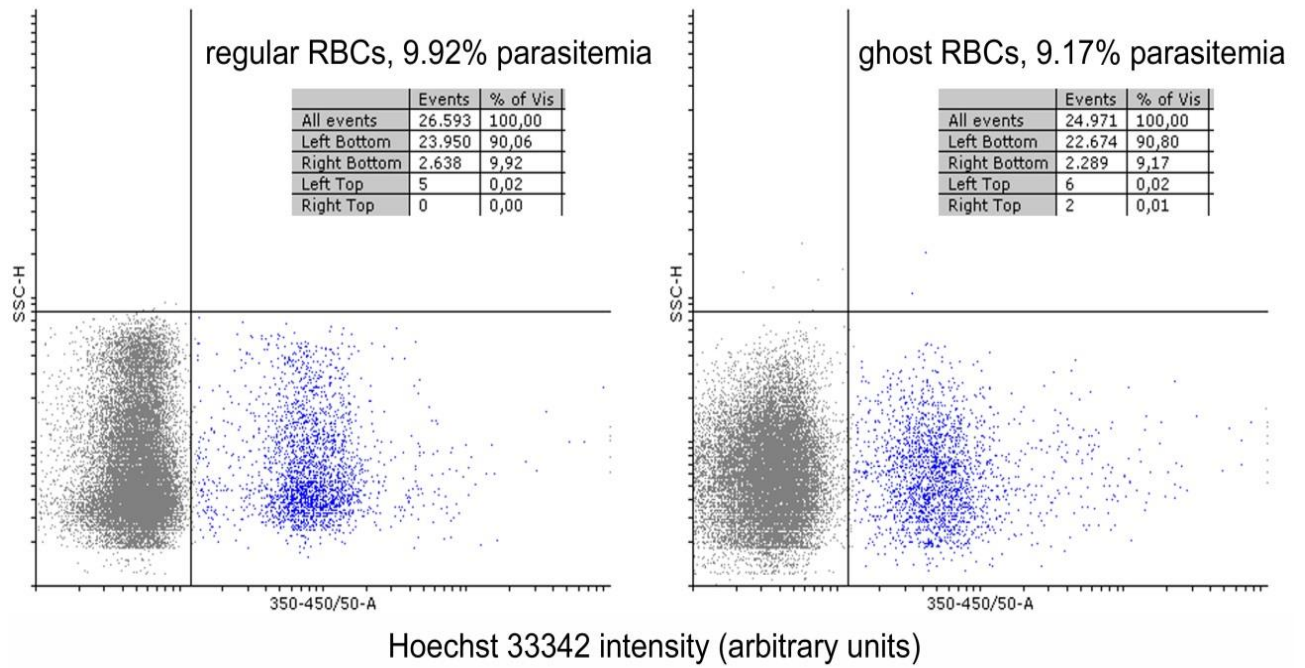 regular RBCs, 9.92% parasitemia
Events % of Vis
All events 26.593 100,00
Left Bottom 23.950 90,06
Right Bottom 2.638 9,92
Left Top 5 0,02
Right Top 0 0,00
SSC-H
350-450/50-A
ghost RBCs, 9.17% parasitemia
Events % of Vis
All events 24.971 100,00
Left Bottom 22.674 90,80
Right Bottom 2.289 9,17
Left Top 6 0,02
Right Top 2 0,01
SSC-H
350-450/50-A
Hoechst 33342 intensity (arbitrary units)